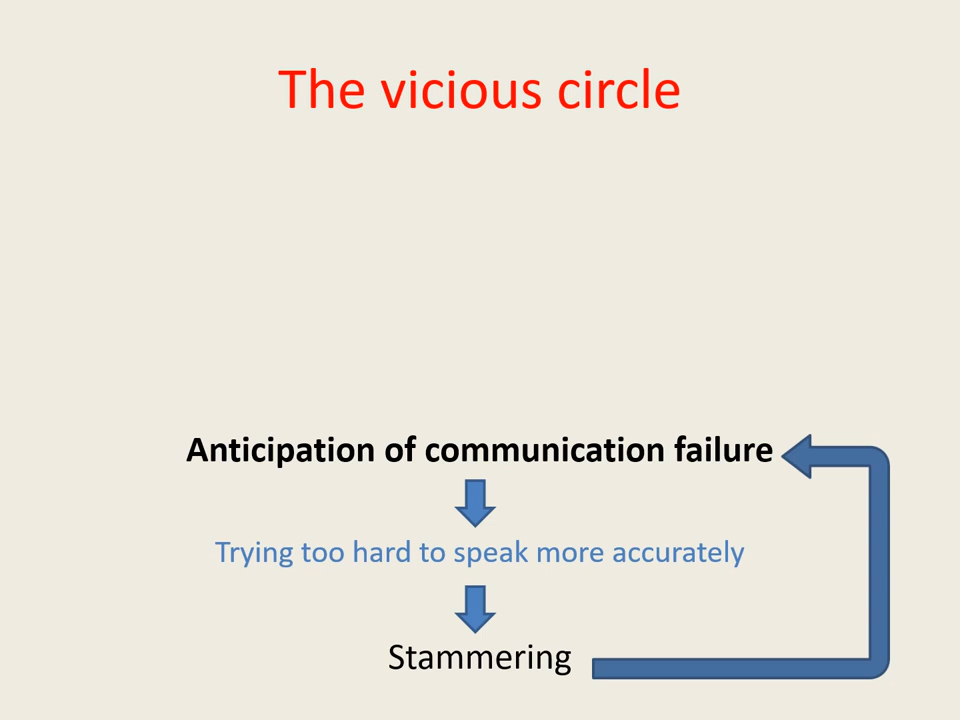 The vicious circle
Anticipation of communication failure
Trying too hard to speak more accurately
Stammering